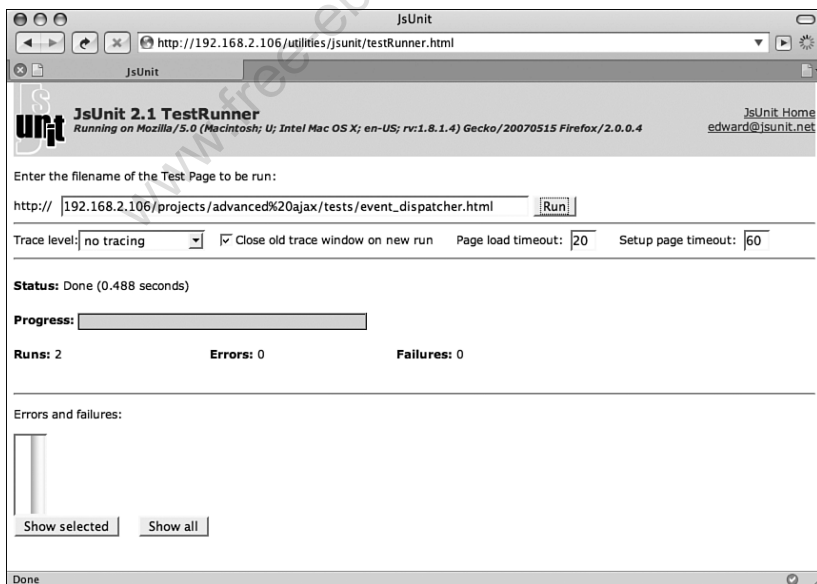 JsUnit
http://192.168.2.106/utilities/jsunit/testRunner.html
JsUnit
JsUnit
JsUnit 2.1 TestRunner
Running on Mozilla/5.0 (Macintosh; U; Intel Mac OS X; en-US; rv:1.8.1.4) Gecko/20070515 Firefox/2.0.0.4
JsUnit Home
edward@jsunit.net
Enter the filename of the Test Page to be run:
http:// 192.168.2.106/projects/advanced%20ajax/tests/event_dispatcher.html Run
Trace level: no tracing Close old trace window on new run Page load timeout: 20 Setup page timeout: 60
Status: Done (0.488 seconds)
Progress:
Runs: 2 Errors: 0 Failures: 0
Errors and failures:
Show selected Show all
Done